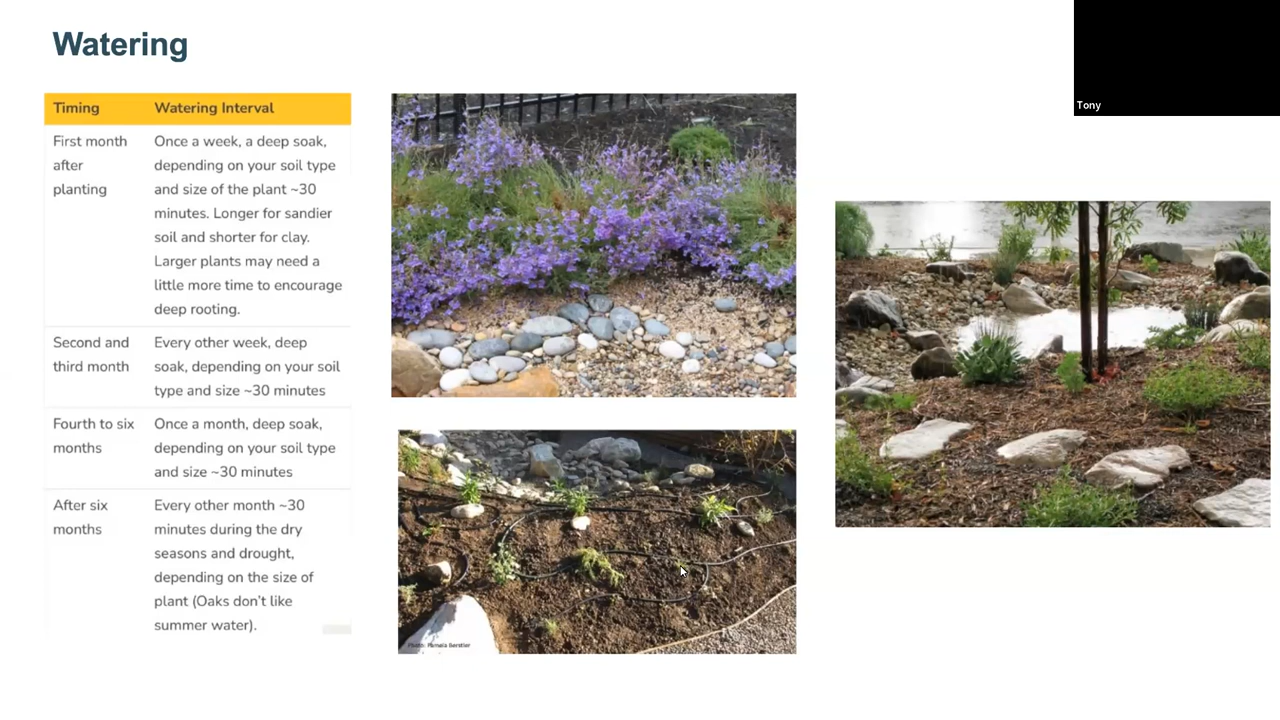 Watering
Tony
Timing Watering Interval
First month
after
planting
Once a week, a deep soak,
depending on your soil type
and size of the plant ~30
minutes. Longer for sandier
soil and shorter for clay.
Larger plants may need a
little more time to encourage
deep rooting.
Second and
third month
Every other week, deep
soak, depending on your soil
type and size ~30 minutes
Fourth to six
months
Once a month, deep soak,
depending on your soil type
and size ~30 minutes
After six
months
Every other month ~30
minutes during the dry
seasons and drought,
depending on the size of
plant (Oaks don't like
summer water).
Photo: Pamela Berstler